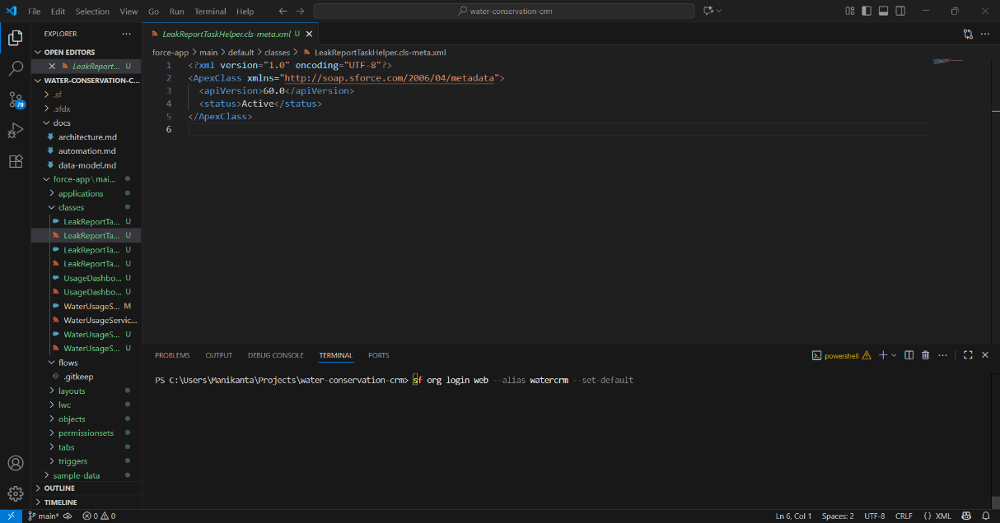 File Edit Selection View Go Run Terminal Help
water-conservation-crm
EXPLORER
OPEN EDITORS
LeakReport... U
WATER-CONSERVATION-C...
.sf
.sfdx
docs
architecture.md
automation.md
data-model.md
force-app\mai...
applications
classes
LeakReportTa... U
LeakReportTa... U
LeakReportTa... U
LeakReportTa... U
UsageDashbo... U
UsageDashbo... U
WaterUsageS... M
WaterUsageServic...
WaterUsageS... U
WaterUsageS... U
flows
.gitkeep
layouts
lwc
objects
permissionsets
tabs
triggers
sample-data
OUTLINE
TIMELINE
78
LeakReportTaskHelper.cls-meta.xml U
force-app > main > default > classes > LeakReportTaskHelper.cls-meta.xml
1 <?xml version="1.0" encoding="UTF-8"?>
2 <ApexClass xmlns="http://soap.sforce.com/2006/04/metadata">
3 <apiVersion>60.0</apiVersion>
4 <status>Active</status>
5 </ApexClass>
6
PROBLEMS OUTPUT DEBUG CONSOLE TERMINAL PORTS
powershell
PS C:\Users\Manikanta\Projects\water-conservation-crm> sf org login web --alias watercrm --set-default
main* 0 0
Ln 6, Col 1 Spaces: 2 UTF-8 CRLF {} XML